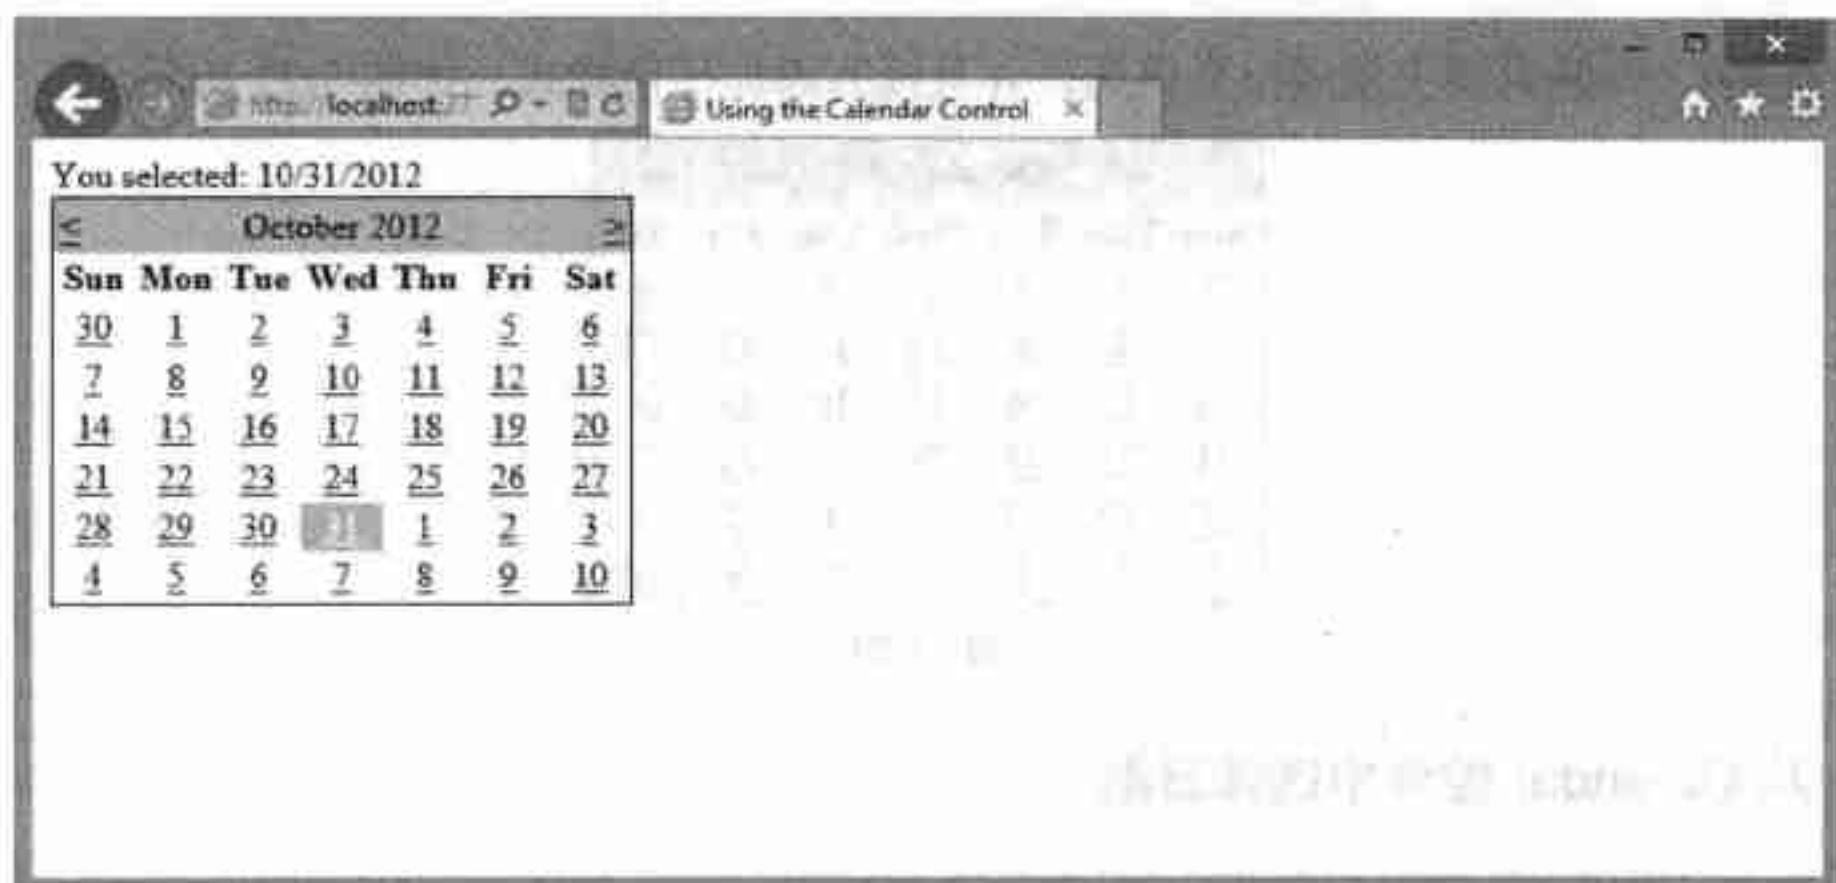 localhost:
Using the Calendar Control
You selected: 10/31/2012
< October 2012 >
Sun Mon Tue Wed Thu Fri Sat
30 1 2 3 4 5 6
7 8 9 10 11 12 13
14 15 16 17 18 19 20
21 22 23 24 25 26 27
28 29 30 31 1 2 3
4 5 6 7 8 9 10